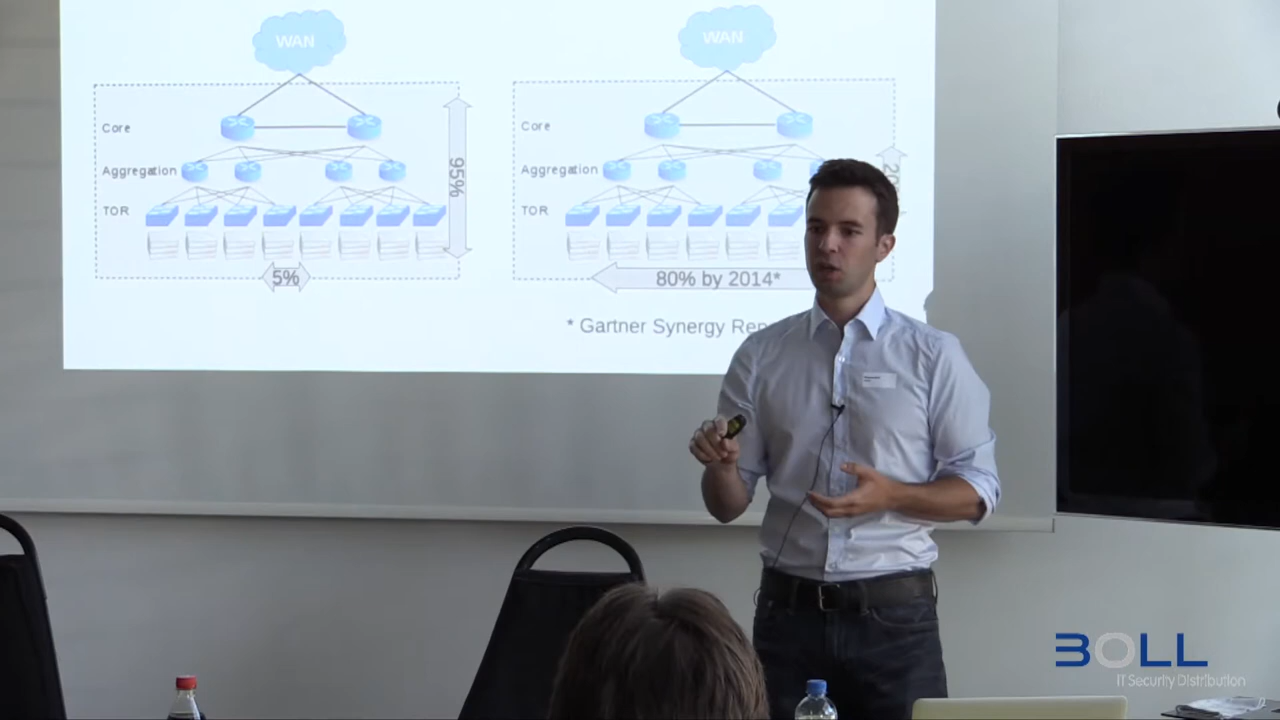 WAN
Core
Aggregation
TOR
95%
5%
WAN
Core
Aggregation
TOR
80% by 2014*
* Gartner Synergy
BOLL
IT Security Distribution